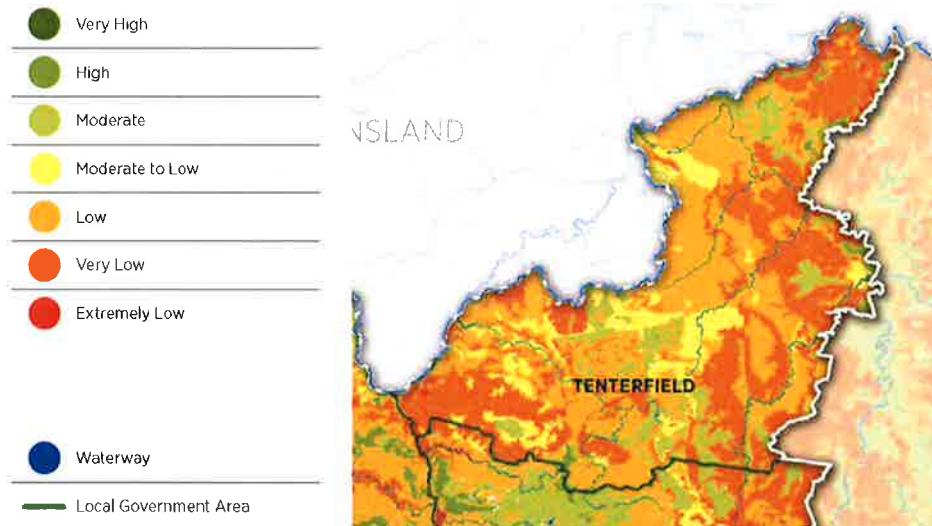 Very High
High
Moderate
NSLAND
Moderate to Low
Low
Very Low
Extremely Low
TENTERFIELD
Waterway
Local Government Area